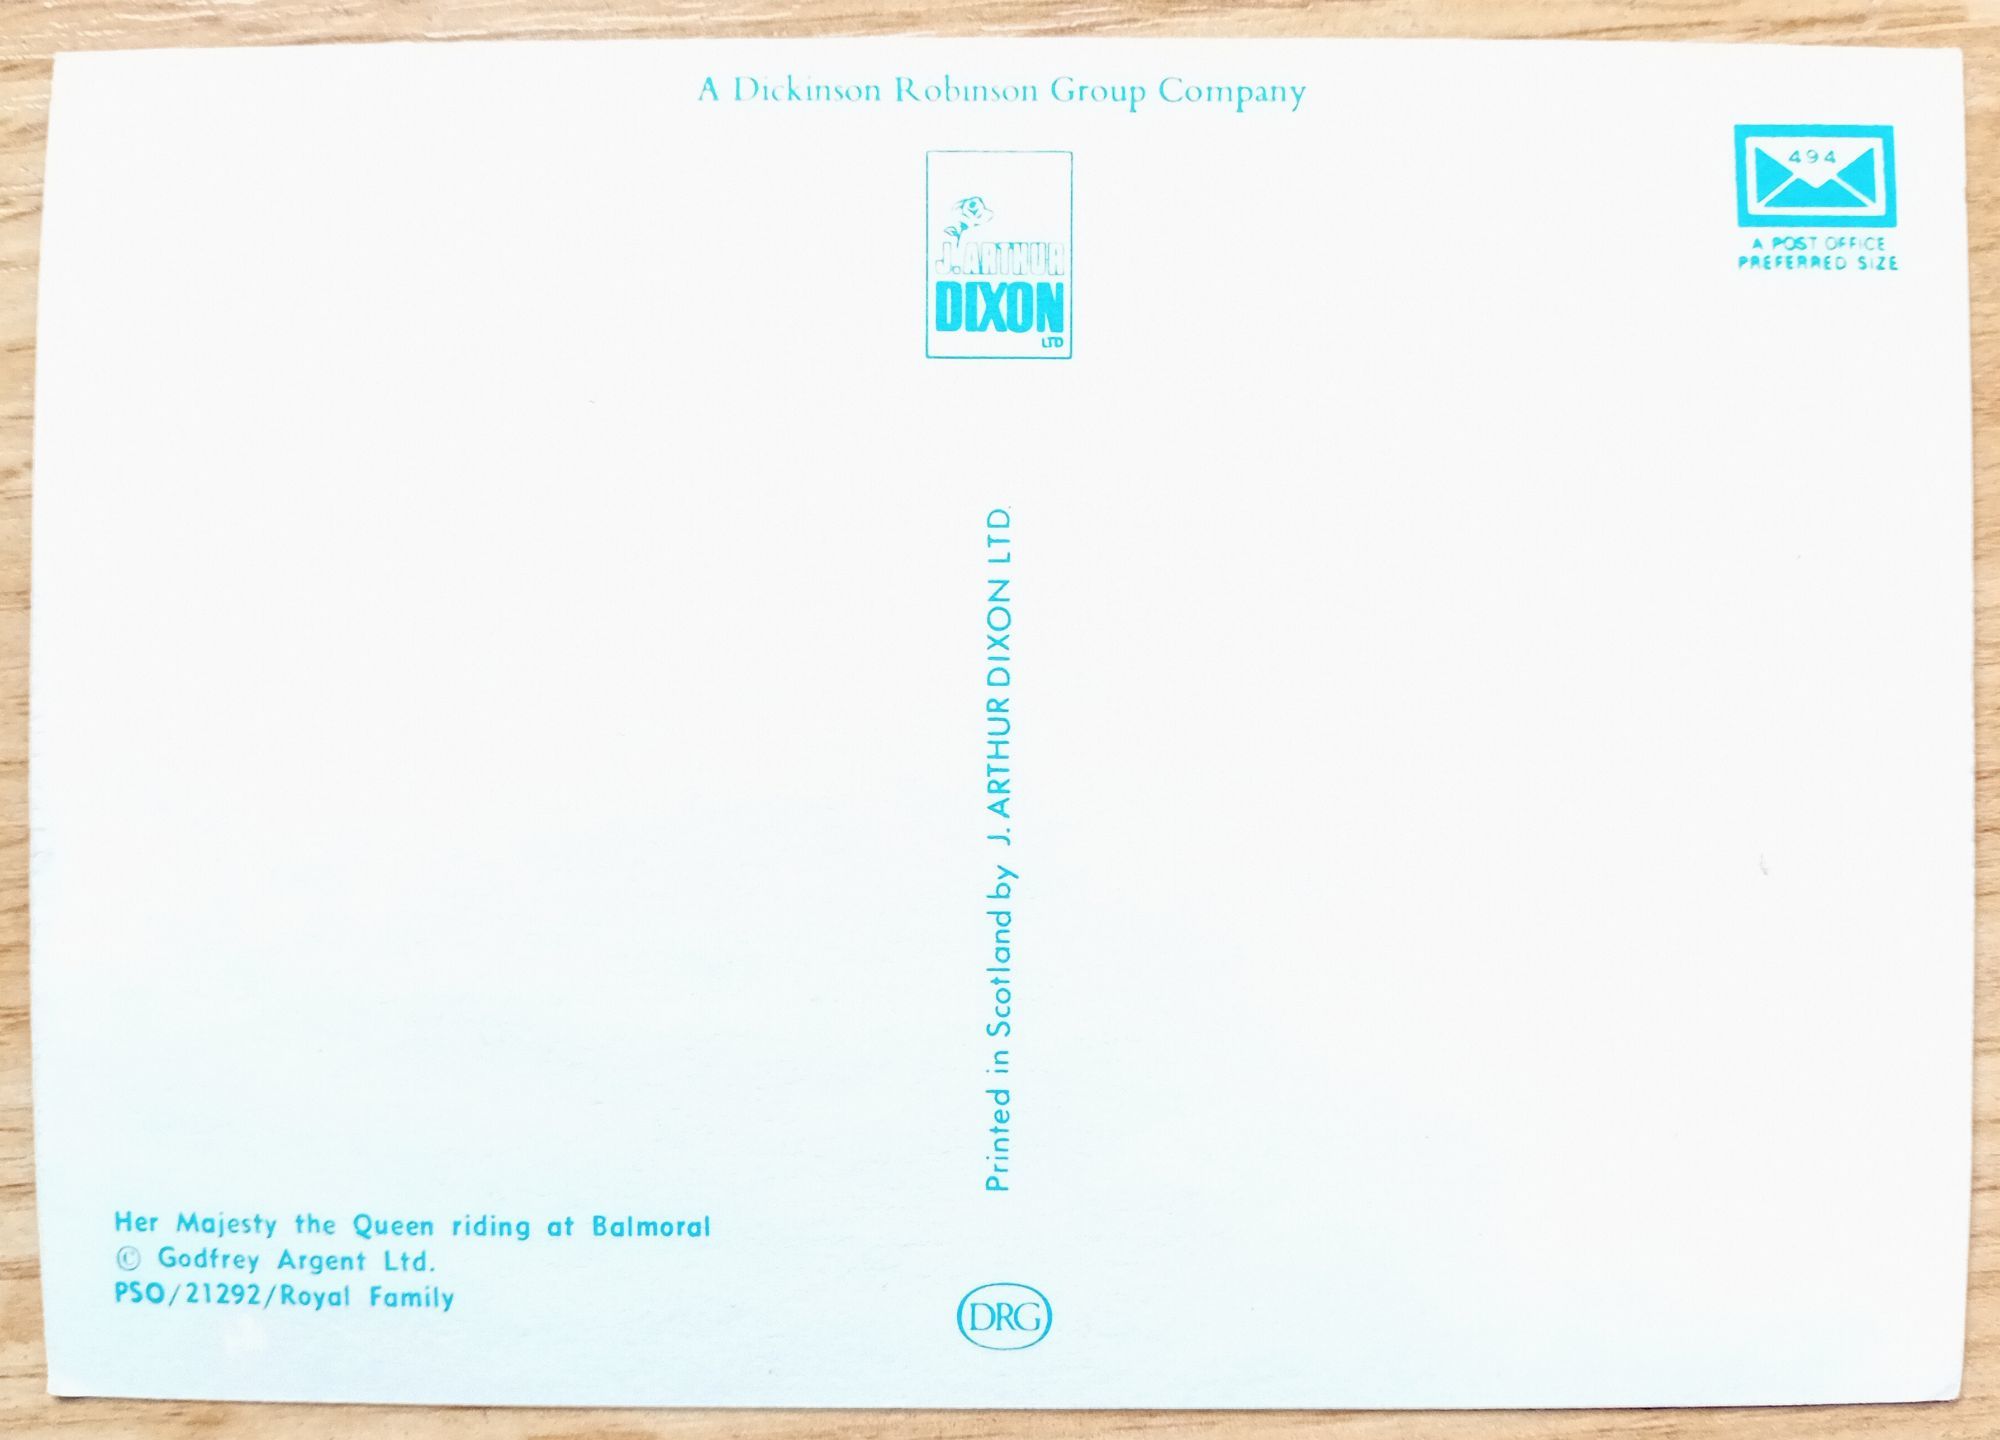 A Dickinson Robinson Group Company
494
A POST OFFICE
PREFERRED SIZE
J. ARTHUR
DIXON
LTD
Printed in Scotland by J. ARTHUR DIXON LTD.
Her Majesty the Queen riding at Balmoral
© Godfrey Argent Ltd.
PSO/21292/Royal Family
DRG